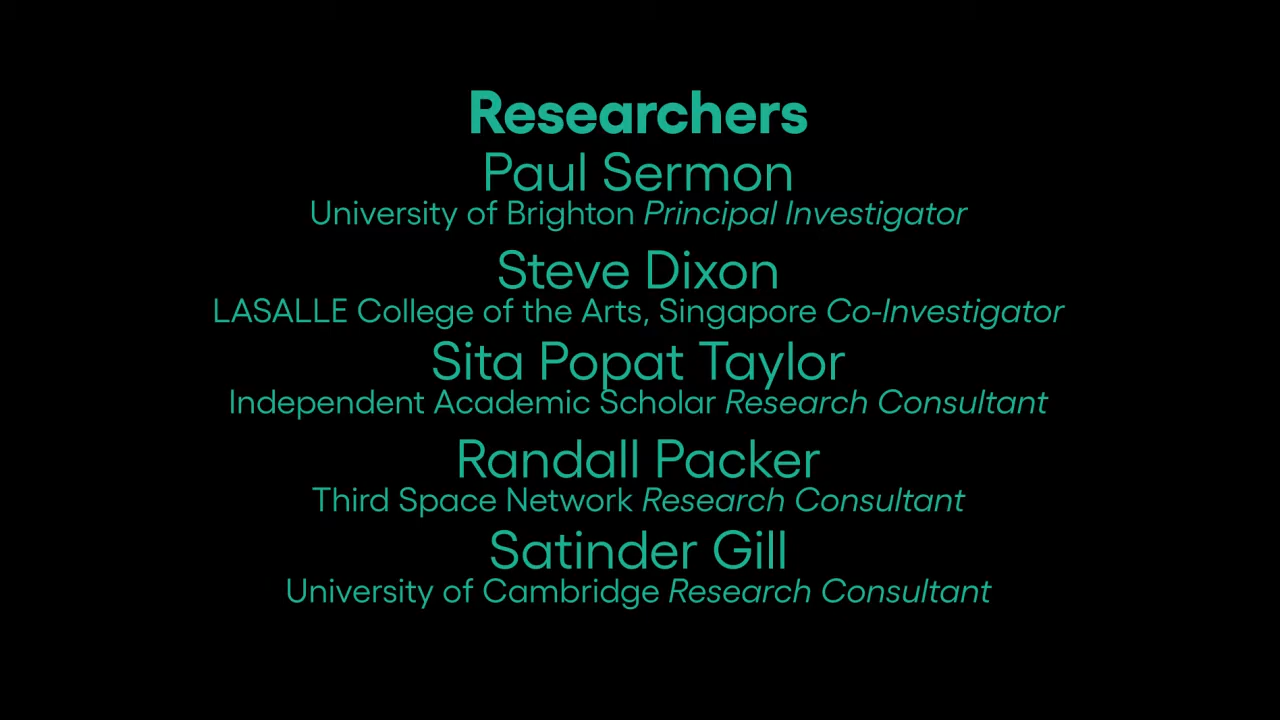 Researchers
Paul Sermon
University of Brighton Principal Investigator
Steve Dixon
LASALLE College of the Arts, Singapore Co-Investigator
Sita Popat Taylor
Independent Academic Scholar Research Consultant
Randall Packer
Third Space Network Research Consultant
Satinder Gill
University of Cambridge Research Consultant